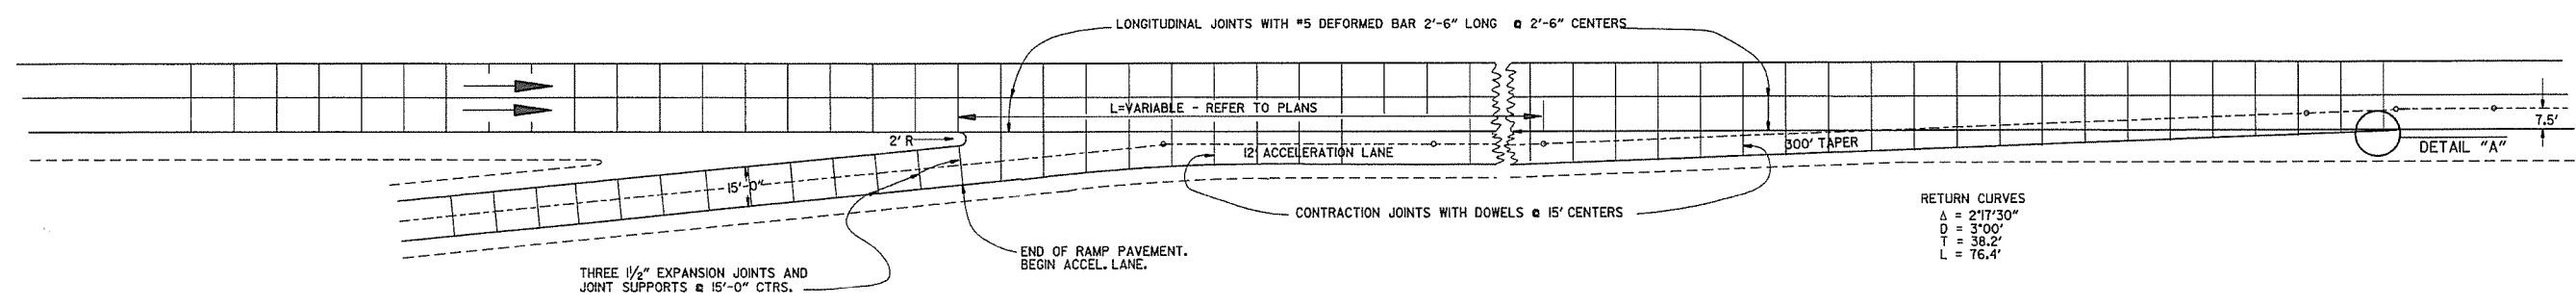 LONGITUDINAL JOINTS WITH #5 DEFORMED BAR 2'-6" LONG @ 2'-6" CENTERS
L=VARIABLE - REFER TO PLANS
2' R
7.5'
12' ACCELERATION LANE
300' TAPER
DETAIL "A"
15'-0"
CONTRACTION JOINTS WITH DOWELS @ 15' CENTERS
RETURN CURVES
Δ = 2°17'30"
D = 3°00'
T = 38.2'
L = 76.4'
END OF RAMP PAVEMENT.
BEGIN ACCEL. LANE.
THREE 1 1/2" EXPANSION JOINTS AND
JOINT SUPPORTS @ 15'-0" CTRS.